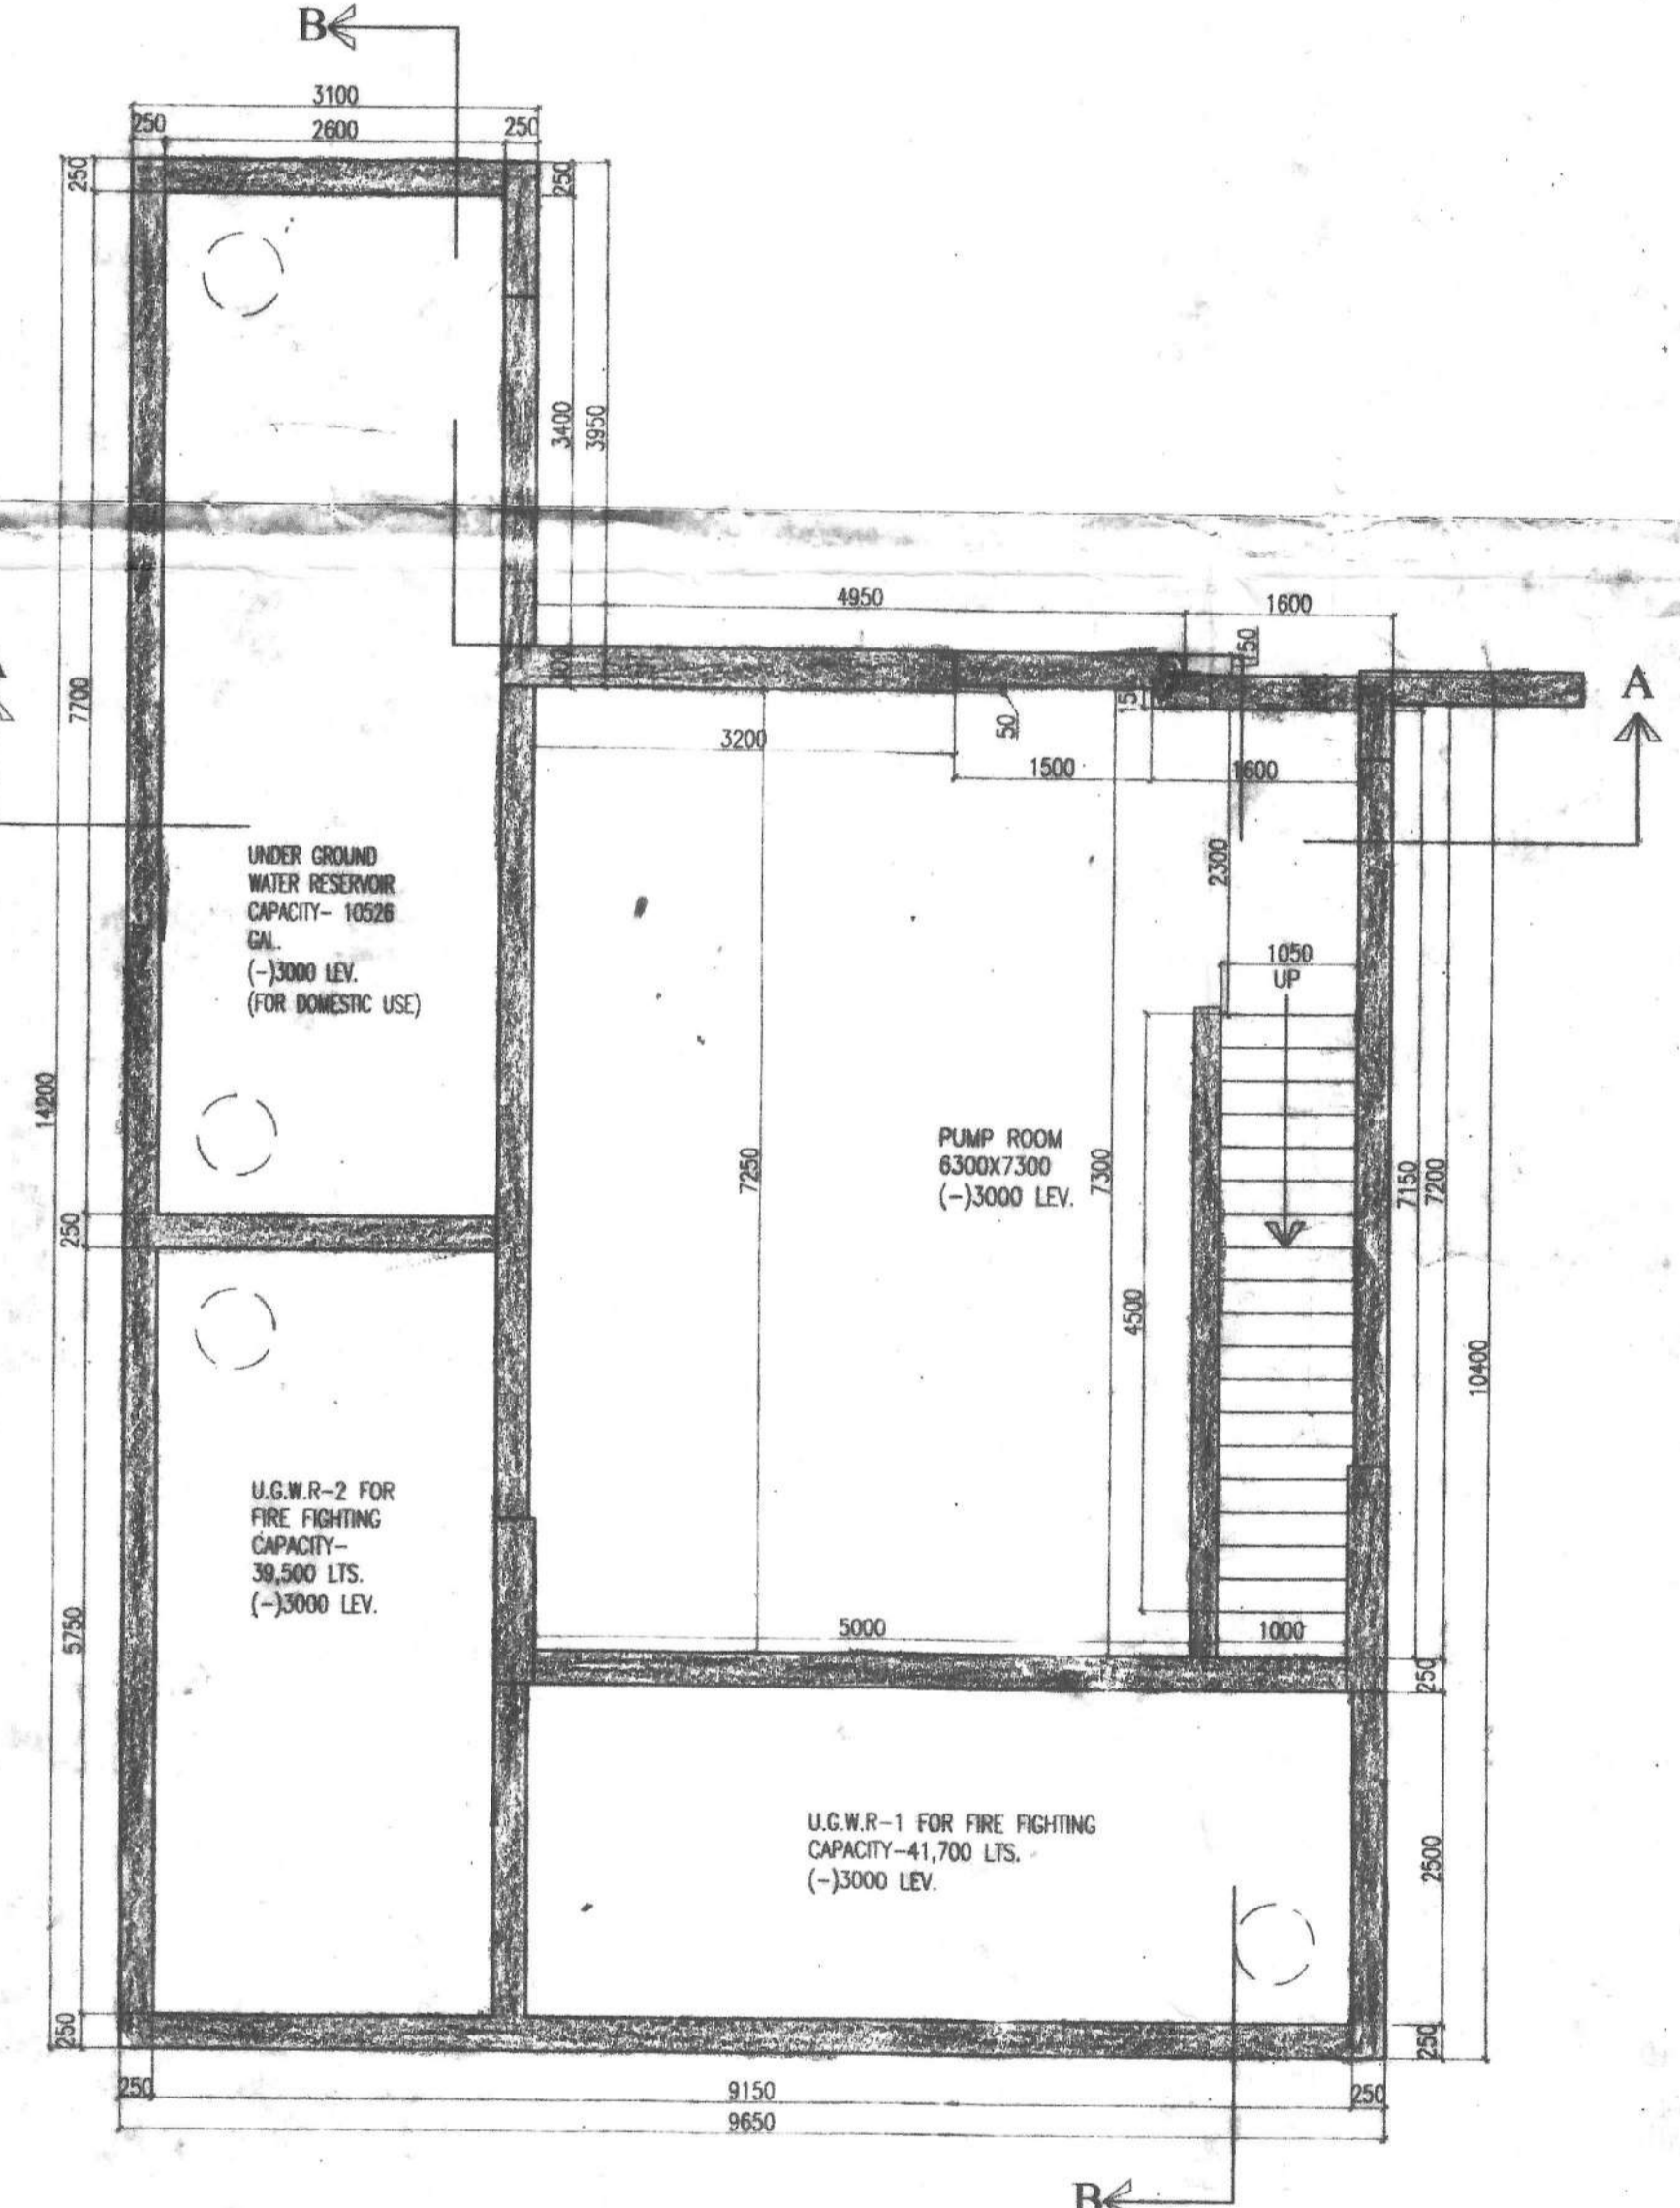 B
3100
250 2600 250
250
250
3400
3950
4950
1600
150
A
7700
50
150
3200
1500
1600
2300
UNDER GROUND
WATER RESERVOIR
CAPACITY- 10526
GAL.
(-)3000 LEV.
(FOR DOMESTIC USE)
1050
UP
14200
7250
PUMP ROOM
6300X7300
(-)3000 LEV.
7300
7150
7200
250
4500
10400
U.G.W.R-2 FOR
FIRE FIGHTING
CAPACITY-
39,500 LTS.
(-)3000 LEV.
5750
5000
1000
250
U.G.W.R-1 FOR FIRE FIGHTING
CAPACITY-41,700 LTS.
(-)3000 LEV.
2500
250
250
250 9150 250
9650
B